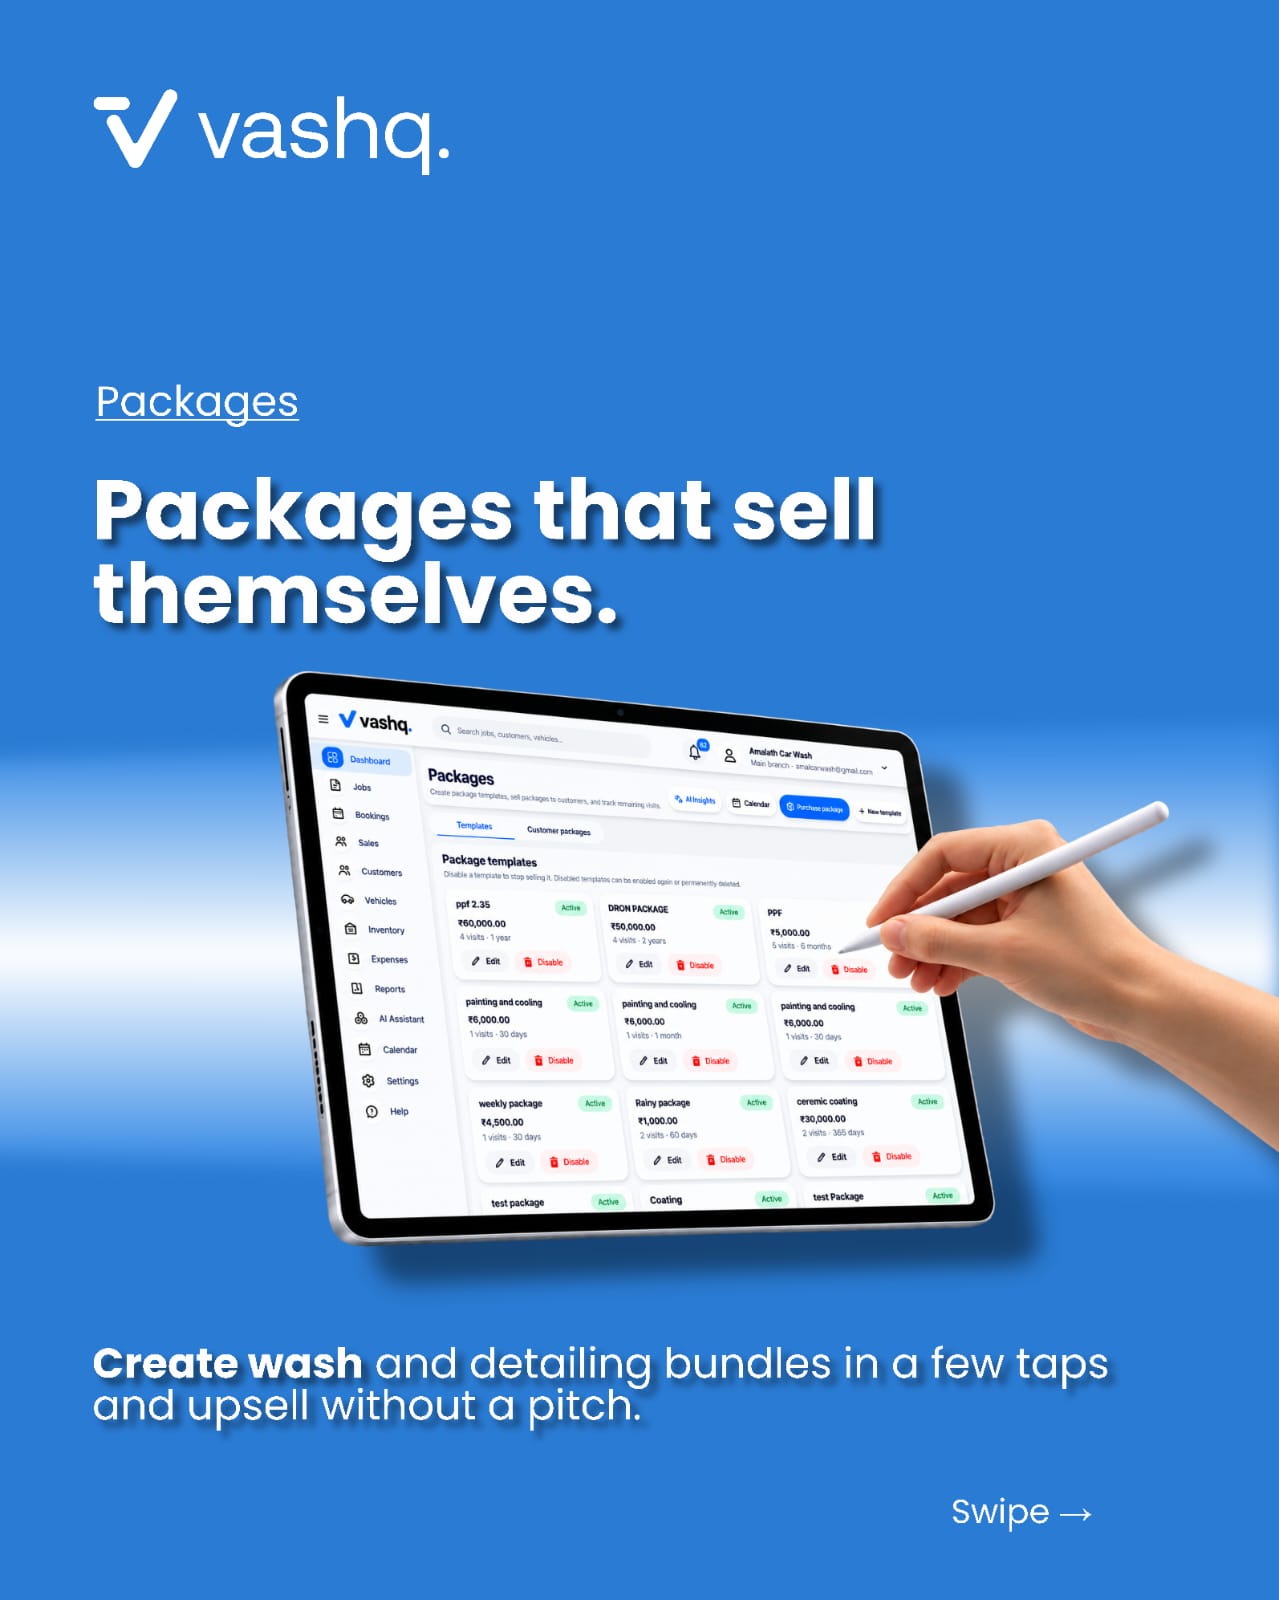 vashq.
Packages
Packages that sell
themselves.
vashq.
Search jobs, customers, vehicles...
62
Amalath Car Wash
Main branch - smalcarwash@gmail.com
Dashboard
Jobs
Bookings
Sales
Customers
Vehicles
Inventory
Expenses
Reports
AI Assistant
Calendar
Settings
Help
Packages
Create package templates, sell packages to customers, and track remaining visits.
AI Insights
Calendar
Purchase package
+ New template
Templates
Customer packages
Package templates
Disable a template to stop selling it. Disabled templates can be enabled again or permanently deleted.
ppf 2.35
Active
₹60,000.00
4 visits · 1 year
Edit
Disable
DRON PACKAGE
Active
₹50,000.00
4 visits · 2 years
Edit
Disable
PPF
₹5,000.00
5 visits · 6 months
Edit
Disable
painting and cooling
Active
₹6,000.00
1 visits · 30 days
Edit
Disable
painting and cooling
Active
₹6,000.00
1 visits · 1 month
Edit
Disable
painting and cooling
Active
₹6,000.00
1 visits · 30 days
Edit
Disable
weekly package
Active
₹4,500.00
1 visits · 30 days
Edit
Disable
Rainy package
Active
₹1,000.00
2 visits · 60 days
Edit
Disable
ceremic coating
Active
₹30,000.00
2 visits · 365 days
Edit
Disable
test package
Active
Coating
Active
test Package
Active
Create wash and detailing bundles in a few taps
and upsell without a pitch.
Swipe →